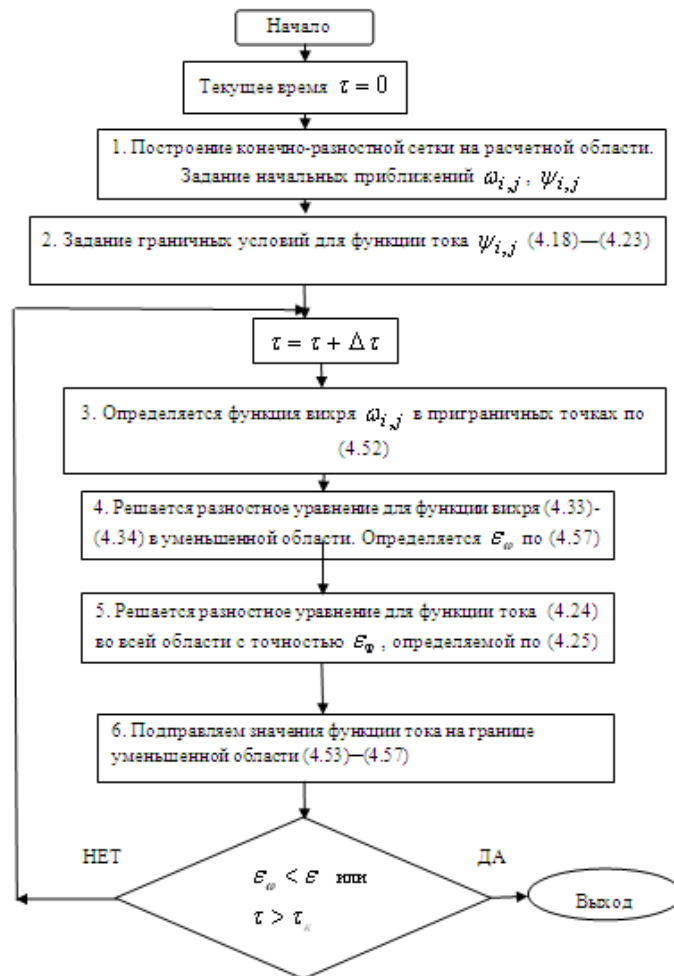 Начало
Текущее время τ = 0
1. Построение конечно-разностной сетки на расчетной области.
Задание начальных приближений ω_{i,j}, ψ_{i,j}
2. Задание граничных условий для функции тока ψ_{i,j} (4.18)—(4.23)
τ = τ + Δτ
3. Определяется функция вихря ω_{i,j} в приграничных точках по
(4.52)
4. Решается разностное уравнение для функции вихря (4.33)-
(4.34) в уменьшенной области. Определяется ε_ω по (4.57)
5. Решается разностное уравнение для функции тока (4.24)
во всей области с точностью ε_Φ, определяемой по (4.25)
6. Подправляем значения функции тока на границе
уменьшенной области (4.53)—(4.57)
НЕТ
ДА
ε_ω < ε или
τ > τ_к
Выход